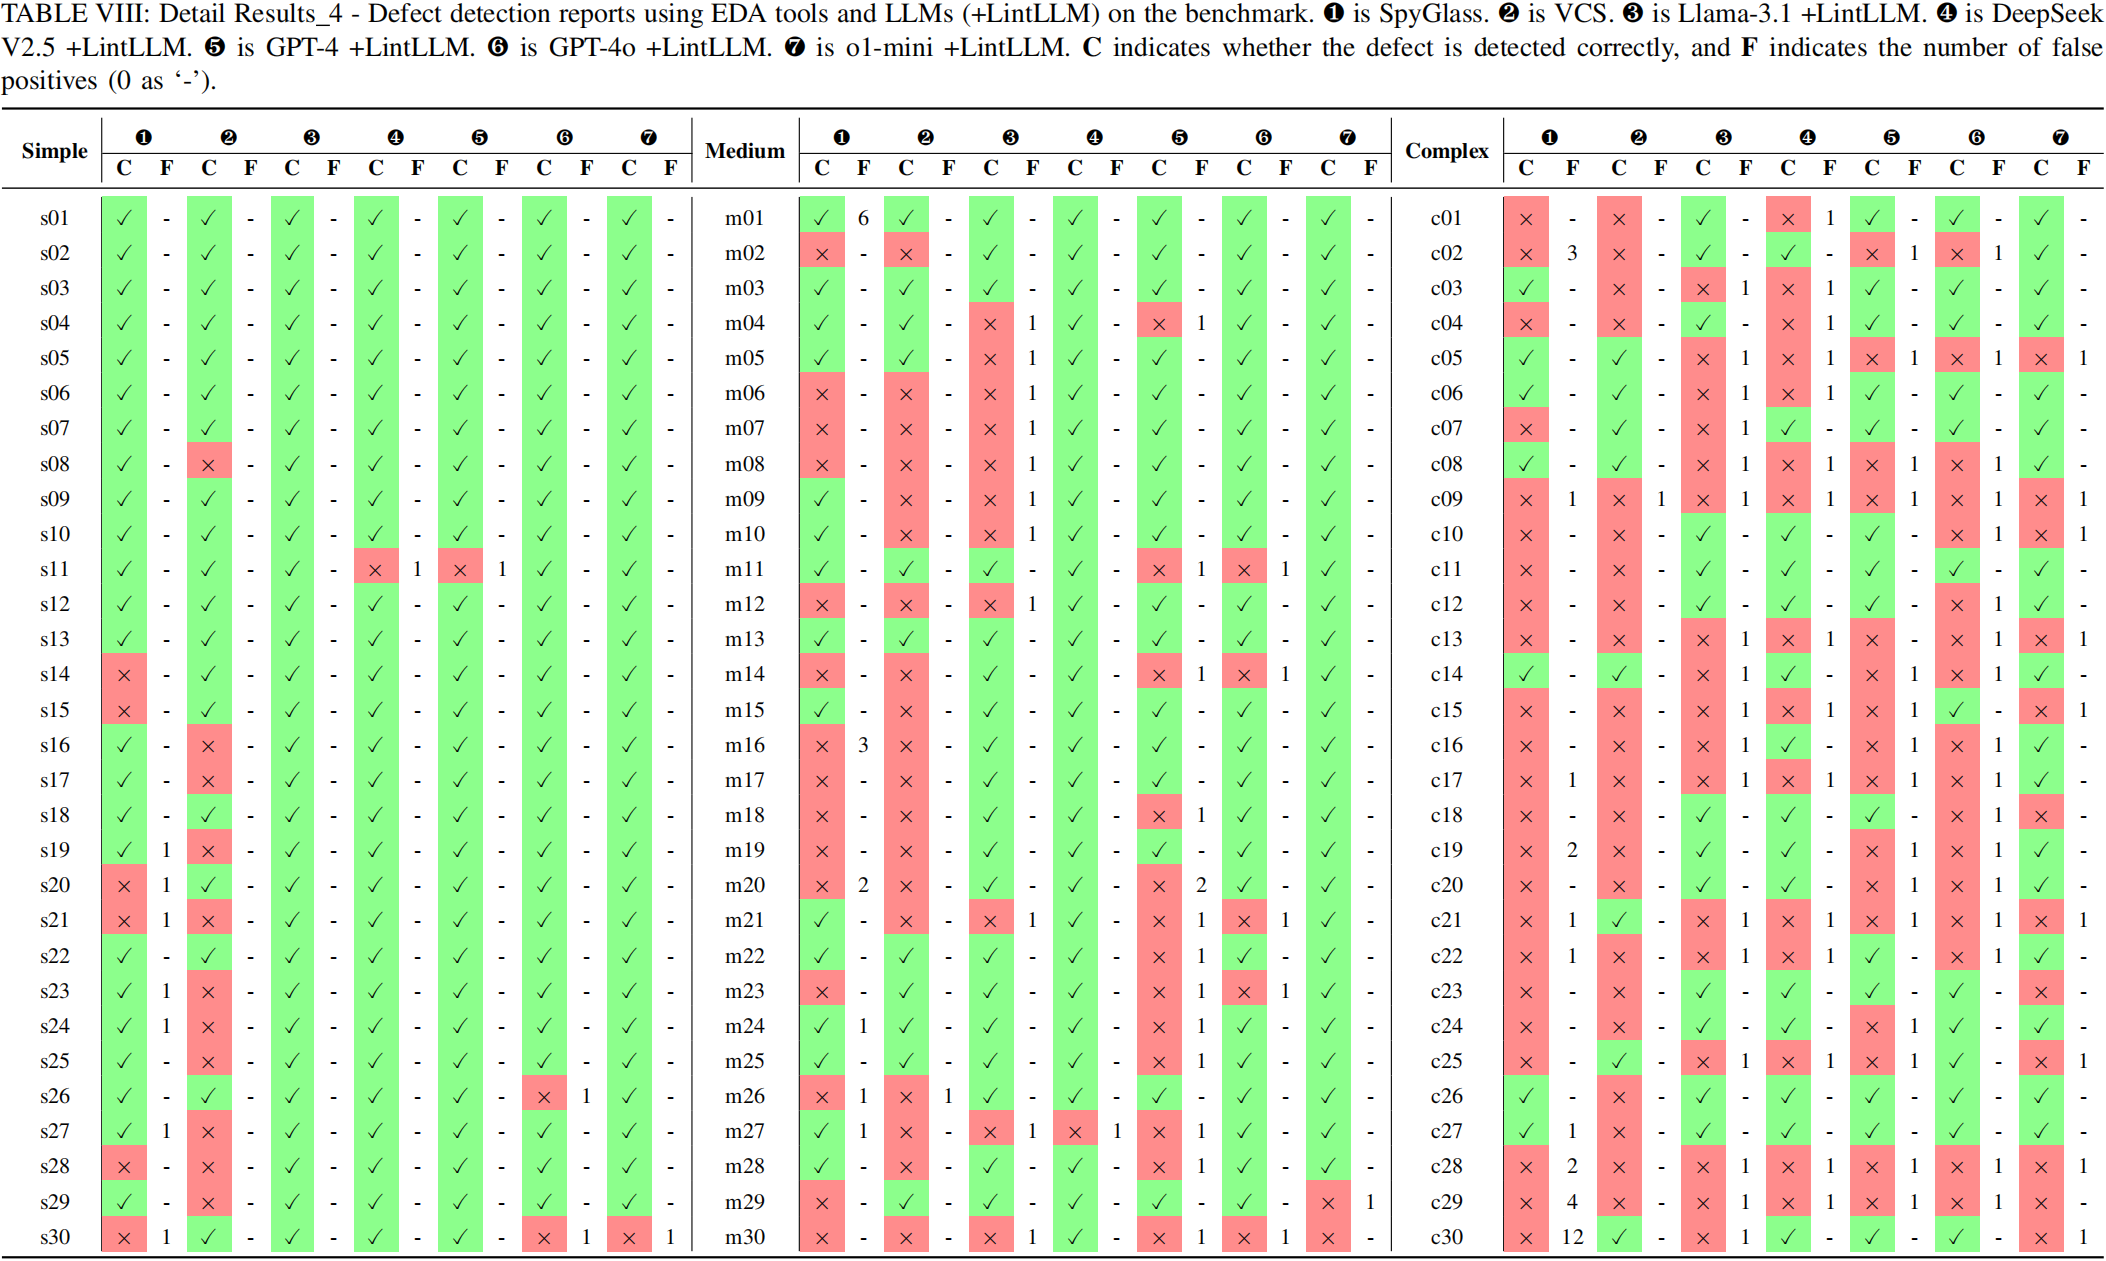 TABLE VIII: Detail Results_4 - Defect detection reports using EDA tools and LLMs (+LintLLM) on the benchmark. ❶ is SpyGlass. ❷ is VCS. ❸ is Llama-3.1 +LintLLM. ❹ is DeepSeek
V2.5 +LintLLM. ❺ is GPT-4 +LintLLM. ❻ is GPT-4o +LintLLM. ❼ is o1-mini +LintLLM. C indicates whether the defect is detected correctly, and F indicates the number of false
positives (0 as ‘-’).
Simple ❶ ❷ ❸ ❹ ❺ ❻ ❼ Medium ❶ ❷ ❸ ❹ ❺ ❻ ❼ Complex ❶ ❷ ❸ ❹ ❺ ❻ ❼
C F C F C F C F C F C F C F C F C F C F C F C F C F C F C F C F C F C F C F C F C F
s01 ✓ - ✓ - ✓ - ✓ - ✓ - ✓ - ✓ - m01 ✓ 6 ✓ - ✓ - ✓ - ✓ - ✓ - ✓ - c01 × - × - ✓ - × 1 ✓ - ✓ - ✓ -
s02 ✓ - ✓ - ✓ - ✓ - ✓ - ✓ - ✓ - m02 × - × - ✓ - ✓ - ✓ - ✓ - ✓ - c02 × 3 × - ✓ - ✓ - × 1 × 1 ✓ -
s03 ✓ - ✓ - ✓ - ✓ - ✓ - ✓ - ✓ - m03 ✓ - ✓ - ✓ - ✓ - ✓ - ✓ - ✓ - c03 ✓ - × - × 1 × 1 ✓ - ✓ - ✓ -
s04 ✓ - ✓ - ✓ - ✓ - ✓ - ✓ - ✓ - m04 ✓ - ✓ - × 1 ✓ - × 1 ✓ - ✓ - c04 × - × - ✓ - × 1 ✓ - ✓ - ✓ -
s05 ✓ - ✓ - ✓ - ✓ - ✓ - ✓ - ✓ - m05 ✓ - ✓ - × 1 ✓ - ✓ - ✓ - ✓ - c05 ✓ - ✓ - × 1 × 1 × 1 × 1 × 1
s06 ✓ - ✓ - ✓ - ✓ - ✓ - ✓ - ✓ - m06 × - × - × 1 ✓ - ✓ - ✓ - ✓ - c06 ✓ - ✓ - × 1 × 1 ✓ - ✓ - ✓ -
s07 ✓ - ✓ - ✓ - ✓ - ✓ - ✓ - ✓ - m07 × - × - × 1 ✓ - ✓ - ✓ - ✓ - c07 × - ✓ - × 1 ✓ - ✓ - ✓ - ✓ -
s08 ✓ - × - ✓ - ✓ - ✓ - ✓ - ✓ - m08 × - × - × 1 ✓ - ✓ - ✓ - ✓ - c08 ✓ - ✓ - × 1 × 1 × 1 × 1 ✓ -
s09 ✓ - ✓ - ✓ - ✓ - ✓ - ✓ - ✓ - m09 ✓ - × - × 1 ✓ - ✓ - ✓ - ✓ - c09 × 1 × 1 × 1 × 1 × 1 × 1 × 1
s10 ✓ - ✓ - ✓ - ✓ - ✓ - ✓ - ✓ - m10 ✓ - × - × 1 ✓ - ✓ - ✓ - ✓ - c10 × - × - ✓ - ✓ - ✓ - × 1 × 1
s11 ✓ - ✓ - ✓ - × 1 × 1 ✓ - ✓ - m11 ✓ - ✓ - ✓ - ✓ - × 1 × 1 ✓ - c11 × - × - ✓ - ✓ - ✓ - ✓ - ✓ -
s12 ✓ - ✓ - ✓ - ✓ - ✓ - ✓ - ✓ - m12 × - × - × 1 ✓ - ✓ - ✓ - ✓ - c12 × - × - ✓ - ✓ - ✓ - × 1 ✓ -
s13 ✓ - ✓ - ✓ - ✓ - ✓ - ✓ - ✓ - m13 ✓ - ✓ - ✓ - ✓ - ✓ - ✓ - ✓ - c13 × - × - × 1 × 1 × - × 1 × 1
s14 × - ✓ - ✓ - ✓ - ✓ - ✓ - ✓ - m14 × - × - ✓ - ✓ - × 1 × 1 ✓ - c14 ✓ - ✓ - × 1 ✓ - × 1 × 1 ✓ -
s15 × - ✓ - ✓ - ✓ - ✓ - ✓ - ✓ - m15 ✓ - × - ✓ - ✓ - ✓ - ✓ - ✓ - c15 × - × - × 1 × 1 × 1 ✓ - × 1
s16 ✓ - × - ✓ - ✓ - ✓ - ✓ - ✓ - m16 × 3 × - ✓ - ✓ - ✓ - ✓ - ✓ - c16 × - × - × 1 ✓ - × 1 × 1 ✓ -
s17 ✓ - × - ✓ - ✓ - ✓ - ✓ - ✓ - m17 × - × - ✓ - ✓ - ✓ - ✓ - ✓ - c17 × 1 × - × 1 × 1 × 1 × 1 ✓ -
s18 ✓ - ✓ - ✓ - ✓ - ✓ - ✓ - ✓ - m18 × - × - ✓ - ✓ - × 1 ✓ - ✓ - c18 × - × - ✓ - ✓ - ✓ - × 1 × -
s19 ✓ 1 × - ✓ - ✓ - ✓ - ✓ - ✓ - m19 × - × - ✓ - ✓ - ✓ - ✓ - ✓ - c19 × 2 × - ✓ - ✓ - × 1 × 1 ✓ -
s20 × 1 ✓ - ✓ - ✓ - ✓ - ✓ - ✓ - m20 × 2 × - ✓ - ✓ - × 2 ✓ - ✓ - c20 × - × - ✓ - ✓ - × 1 × 1 ✓ -
s21 × 1 × - ✓ - ✓ - ✓ - ✓ - ✓ - m21 ✓ - × - × 1 ✓ - × 1 × 1 ✓ - c21 × 1 ✓ - × 1 × 1 × 1 × 1 × 1
s22 ✓ - ✓ - ✓ - ✓ - ✓ - ✓ - ✓ - m22 ✓ - ✓ - ✓ - ✓ - × 1 ✓ - ✓ - c22 × 1 × - × 1 × 1 ✓ - × 1 ✓ -
s23 ✓ 1 × - ✓ - ✓ - ✓ - ✓ - ✓ - m23 × - ✓ - ✓ - ✓ - × 1 × 1 ✓ - c23 × - × - ✓ - ✓ - ✓ - ✓ - × -
s24 ✓ 1 × - ✓ - ✓ - ✓ - ✓ - ✓ - m24 ✓ 1 ✓ - ✓ - ✓ - × 1 ✓ - ✓ - c24 × - × - ✓ - ✓ - × 1 ✓ - ✓ -
s25 ✓ - × - ✓ - ✓ - ✓ - ✓ - ✓ - m25 ✓ - ✓ - ✓ - ✓ - × 1 ✓ - ✓ - c25 × - ✓ - × 1 × 1 × 1 ✓ - × 1
s26 ✓ - ✓ - ✓ - ✓ - ✓ - × 1 ✓ - m26 × 1 × 1 ✓ - ✓ - ✓ - ✓ - ✓ - c26 ✓ - × - ✓ - ✓ - ✓ - ✓ - ✓ -
s27 ✓ 1 × - ✓ - ✓ - ✓ - ✓ - ✓ - m27 ✓ 1 × - × 1 × 1 × 1 ✓ - ✓ - c27 ✓ 1 × - ✓ - ✓ - ✓ - ✓ - ✓ -
s28 × - × - ✓ - ✓ - ✓ - ✓ - ✓ - m28 ✓ - × - ✓ - ✓ - × 1 ✓ - ✓ - c28 × 2 × - × 1 × 1 × 1 × 1 × 1
s29 ✓ - × - ✓ - ✓ - ✓ - ✓ - ✓ - m29 × - ✓ - ✓ - ✓ - ✓ - ✓ - × 1 c29 × 4 × - × 1 × 1 × 1 × 1 × -
s30 × 1 ✓ - ✓ - ✓ - ✓ - × 1 × 1 m30 × - × - × 1 ✓ - × 1 × 1 × - c30 × 12 ✓ - × 1 ✓ - ✓ - ✓ - × 1